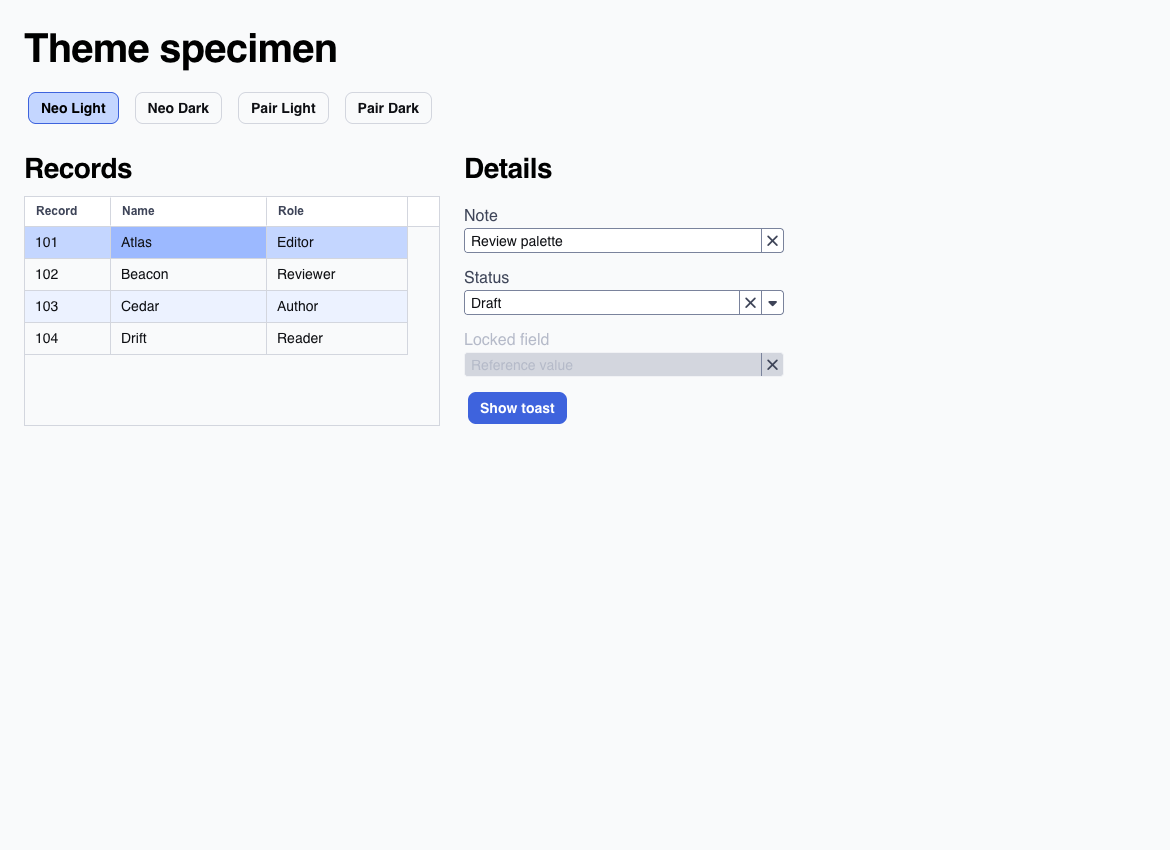 Theme specimen
Neo Light Neo Dark Pair Light Pair Dark
Records
Record Name Role
101 Atlas Editor
102 Beacon Reviewer
103 Cedar Author
104 Drift Reader
Details
Note
Review palette
Status
Draft
Locked field
Reference value
Show toast